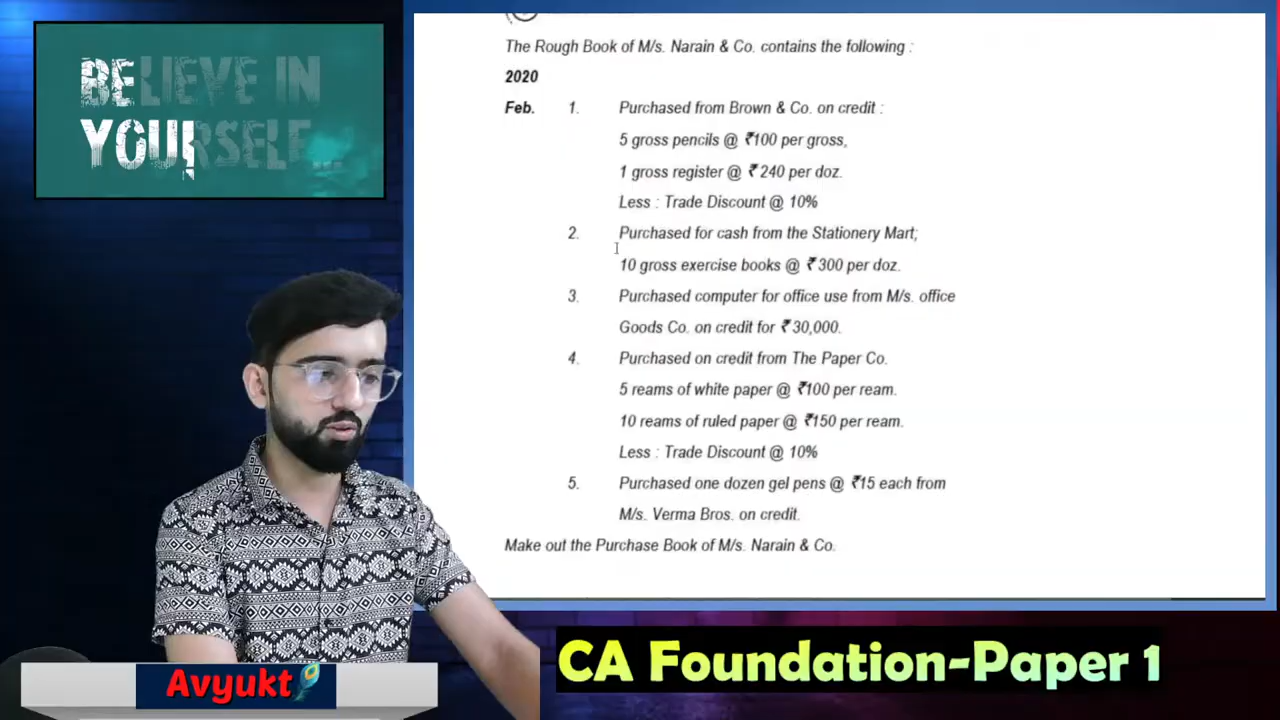 BELIEVE IN
YOURSELF...
The Rough Book of M/s. Narain & Co. contains the following :
2020
Feb. 1. Purchased from Brown & Co. on credit :
5 gross pencils @ ₹100 per gross,
1 gross register @ ₹ 240 per doz.
Less : Trade Discount @ 10%
2. Purchased for cash from the Stationery Mart;
10 gross exercise books @ ₹ 300 per doz.
3. Purchased computer for office use from M/s. office
Goods Co. on credit for ₹ 30,000.
4. Purchased on credit from The Paper Co.
5 reams of white paper @ ₹100 per ream.
10 reams of ruled paper @ ₹150 per ream.
Less : Trade Discount @ 10%
5. Purchased one dozen gel pens @ ₹15 each from
M/s. Verma Bros. on credit.
Make out the Purchase Book of M/s. Narain & Co.
Avyukt
CA Foundation-Paper 1